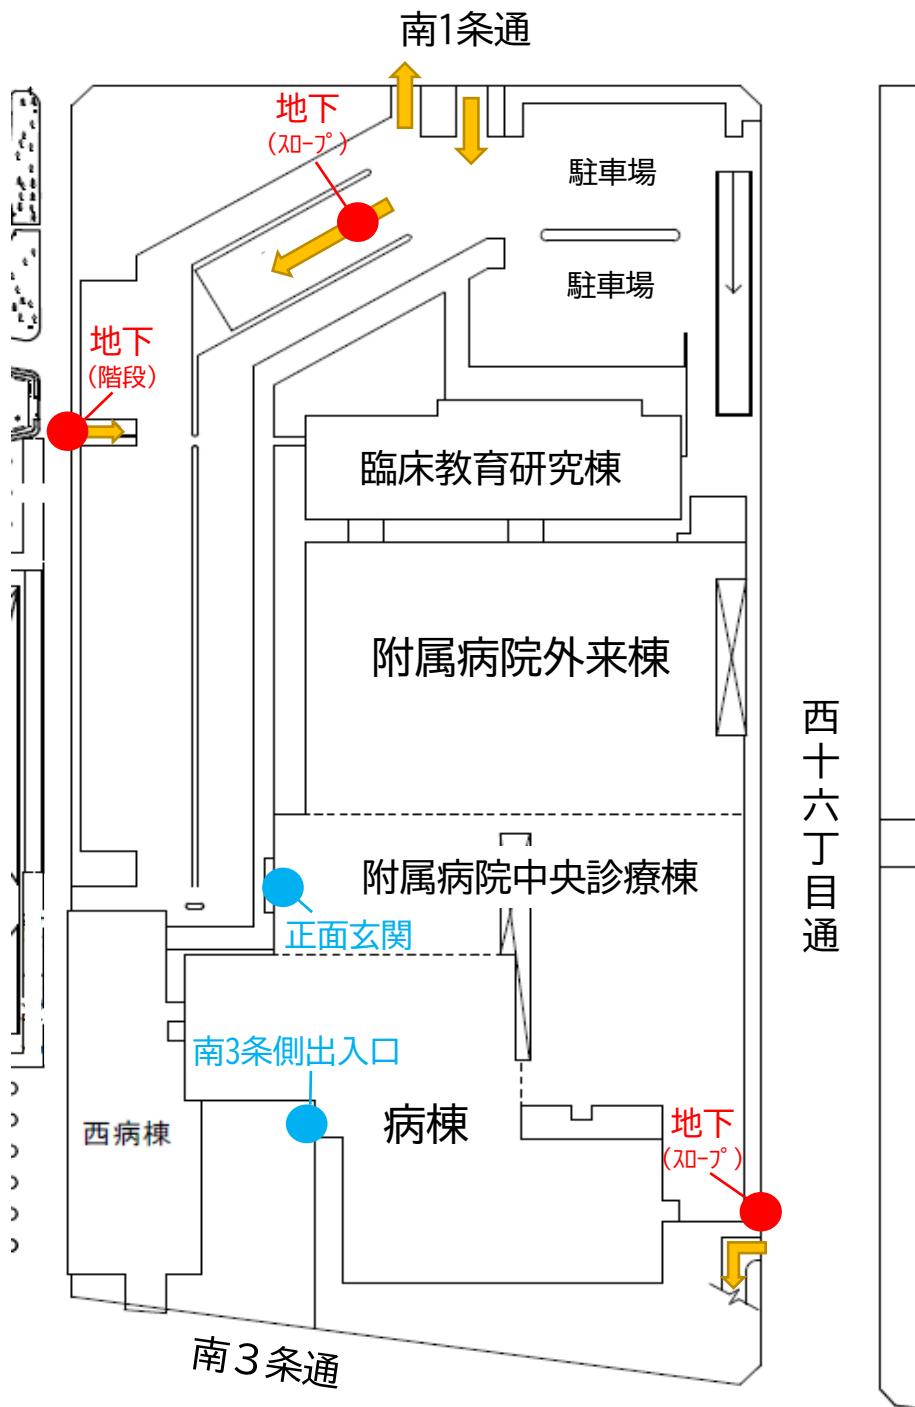 南1条通
地下
(ｽﾛｰﾌﾟ)
駐車場
駐車場
地下
(階段)
臨床教育研究棟
附属病院外来棟
西十六丁目通
附属病院中央診療棟
正面玄関
南3条側出入口
病棟
西病棟
地下
(ｽﾛｰﾌﾟ)
南３条通